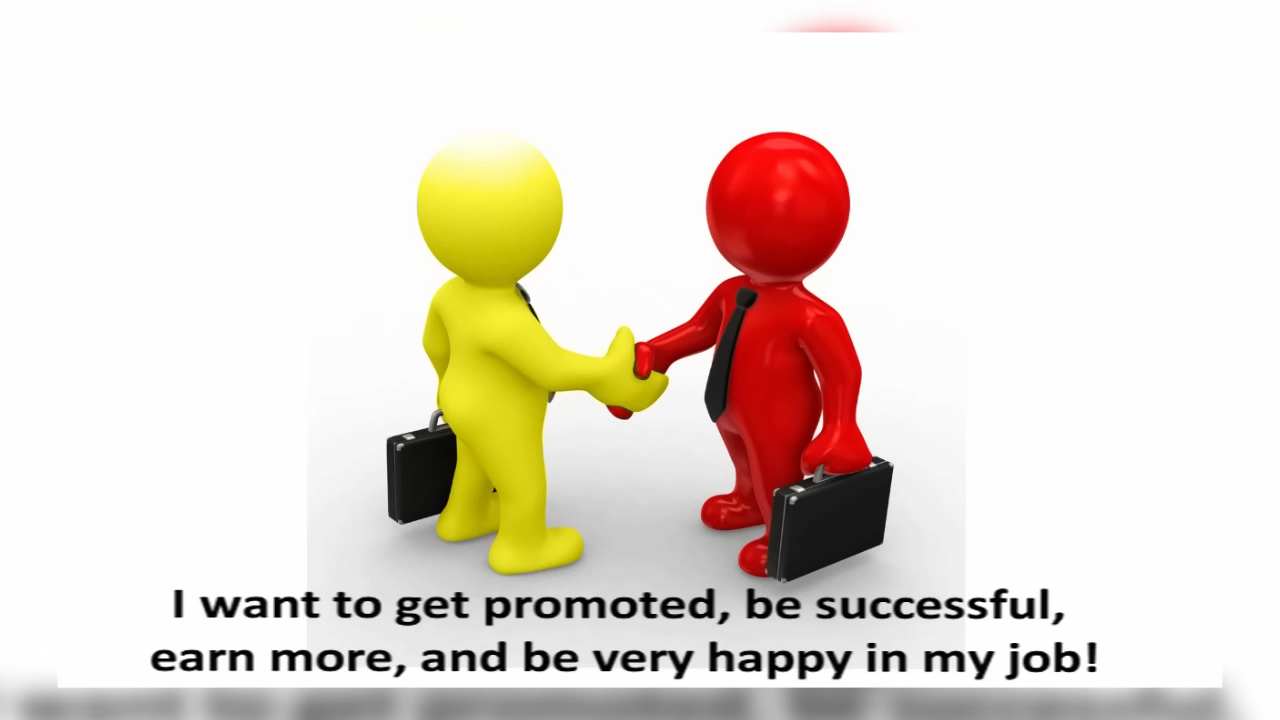 I want to get promoted, be successful,
earn more, and be very happy in my job!